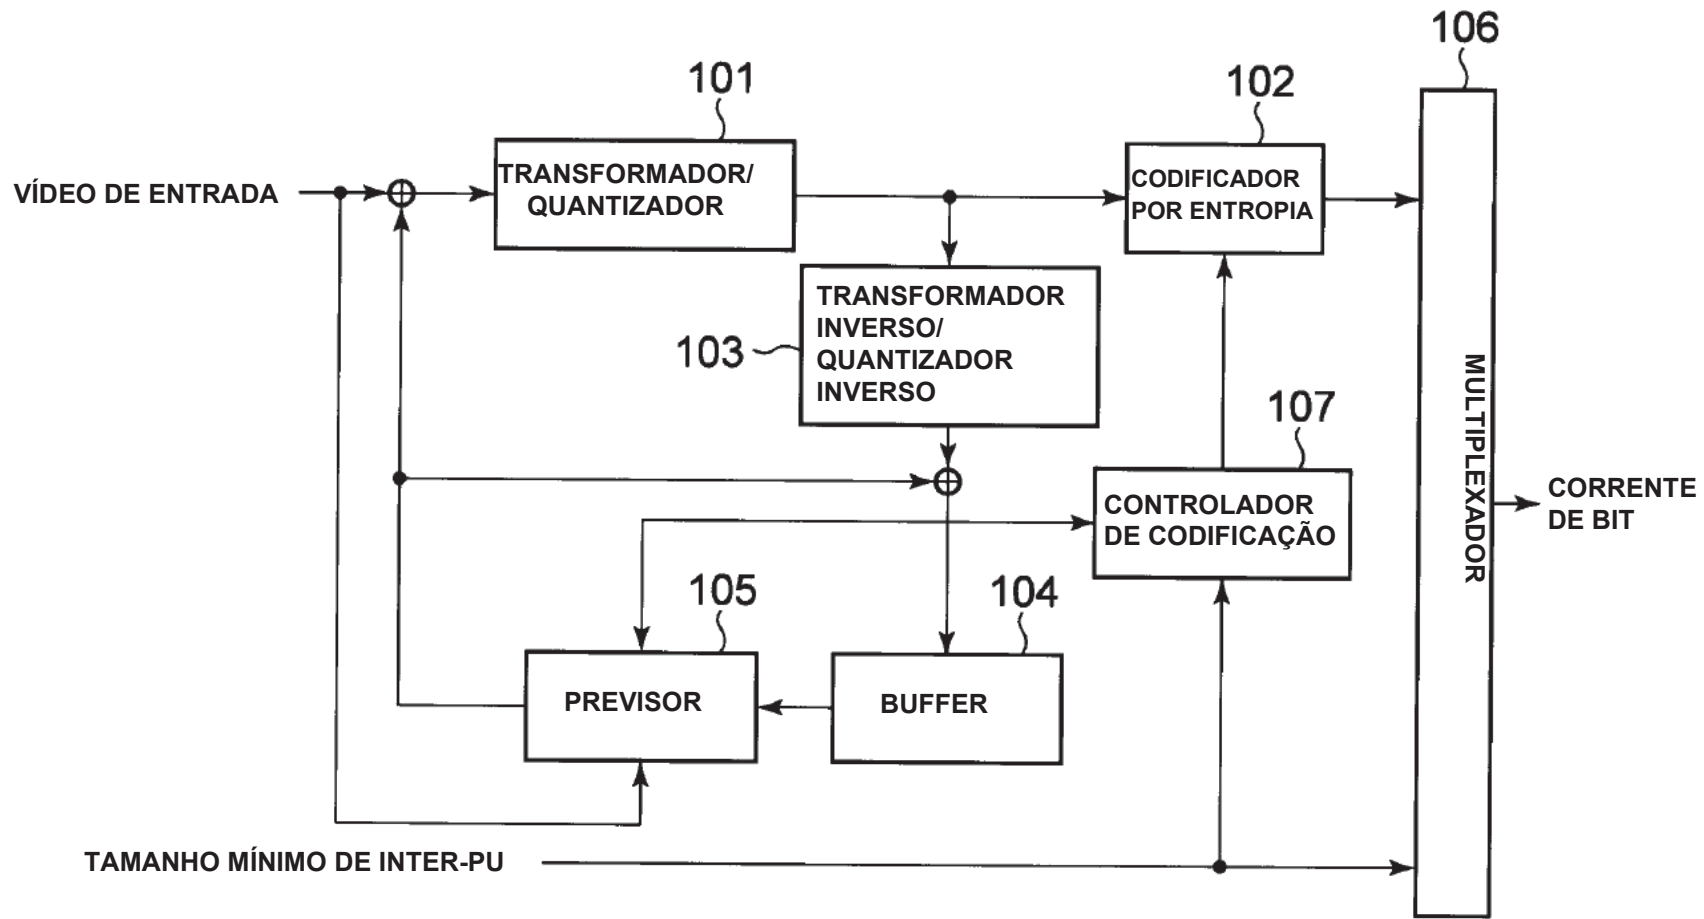 106
101
102
VÍDEO DE ENTRADA
TRANSFORMADOR/
QUANTIZADOR
CODIFICADOR
POR ENTROPIA
103
TRANSFORMADOR
INVERSO/
QUANTIZADOR
INVERSO
107
CONTROLADOR
DE CODIFICAÇÃO
MULTIPLEXADOR
CORRENTE
DE BIT
105
104
PREVISOR
BUFFER
TAMANHO MÍNIMO DE INTER-PU